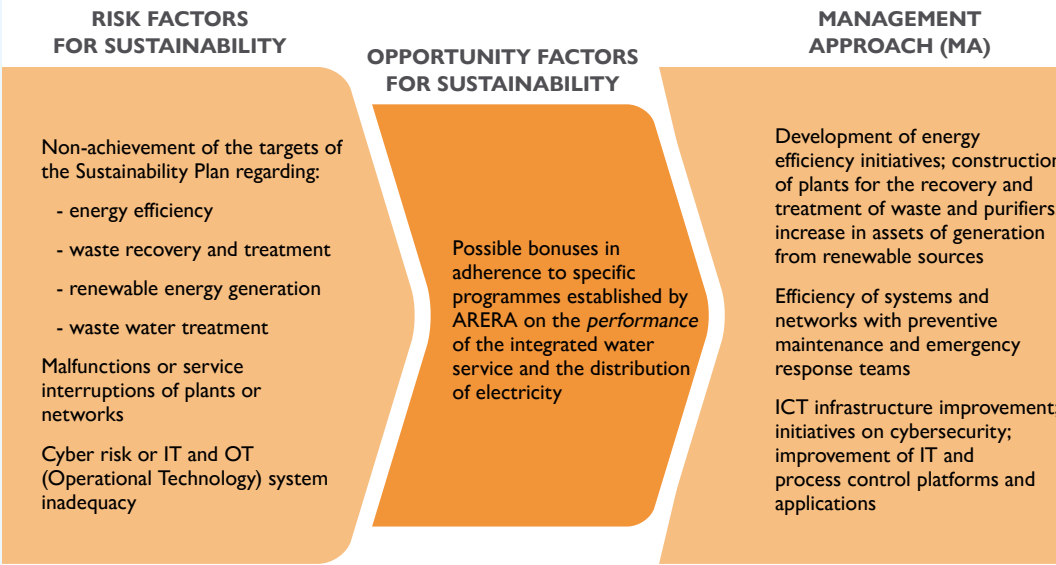 RISK FACTORS
FOR SUSTAINABILITY
Non-achievement of the targets of
the Sustainability Plan regarding:
- energy efficiency
- waste recovery and treatment
- renewable energy generation
- waste water treatment
Malfunctions or service
interruptions of plants or
networks
Cyber risk or IT and OT
(Operational Technology) system
inadequacy
OPPORTUNITY FACTORS
FOR SUSTAINABILITY
Possible bonuses in
adherence to specific
programmes established by
ARERA on the performance
of the integrated water
service and the distribution
of electricity
MANAGEMENT
APPROACH (MA)
Development of energy
efficiency initiatives; construction
of plants for the recovery and
treatment of waste and purifiers
increase in assets of generation
from renewable sources
Efficiency of systems and
networks with preventive
maintenance and emergency
response teams
ICT infrastructure improvement;
initiatives on cybersecurity;
improvement of IT and
process control platforms and
applications